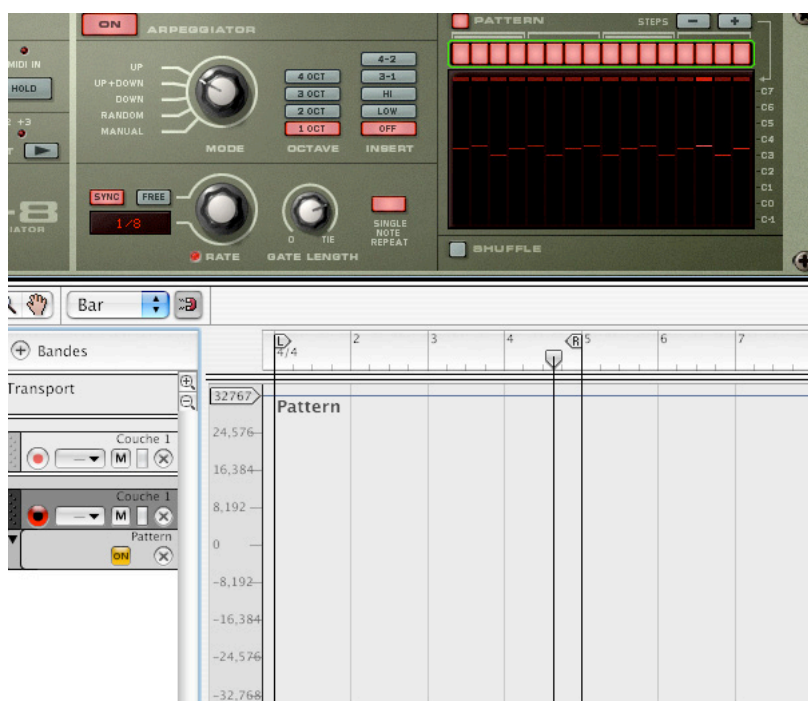 ON
ARPEGGIATOR
PATTERN
STEPS
MIDI IN
HOLD
UP
UP+DOWN
DOWN
RANDOM
MANUAL
MODE
4 OCT
3 OCT
2 OCT
1 OCT
OCTAVE
4-2
3-1
HI
LOW
OFF
INSERT
C7
C6
C5
C4
C3
C2
C1
C0
C-1
+3
-8
SYNC
FREE
1/8
RATE
0
TIE
GATE LENGTH
SINGLE
NOTE
REPEAT
SHUFFLE
Bar
Bandes
L
4/4
2
3
4
R
5
6
7
Transport
32767
Pattern
24,576
16,384
8,192
0
-8,192
-16,384
-24,576
-32,768
Couche 1
M
Couche 1
M
Pattern
ON